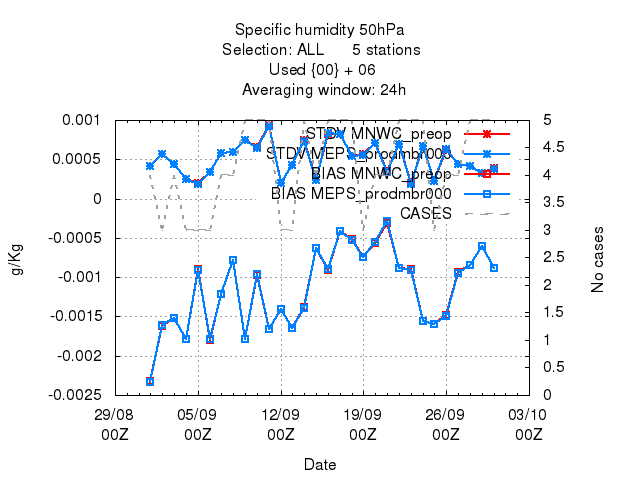 Specific humidity 50hPa
Selection: ALL 5 stations
Used {00} + 06
Averaging window: 24h
STDV MNWC_preop
STDV MEPS_prodmbr000
BIAS MNWC_preop
BIAS MEPS_prodmbr000
CASES
0.001
0.0005
0
-0.0005
-0.001
-0.0015
-0.002
-0.0025
g/Kg
5
4.5
4
3.5
3
2.5
2
1.5
1
0.5
0
No cases
29/08 05/09 12/09 19/09 26/09 03/10
00Z 00Z 00Z 00Z 00Z 00Z
Date